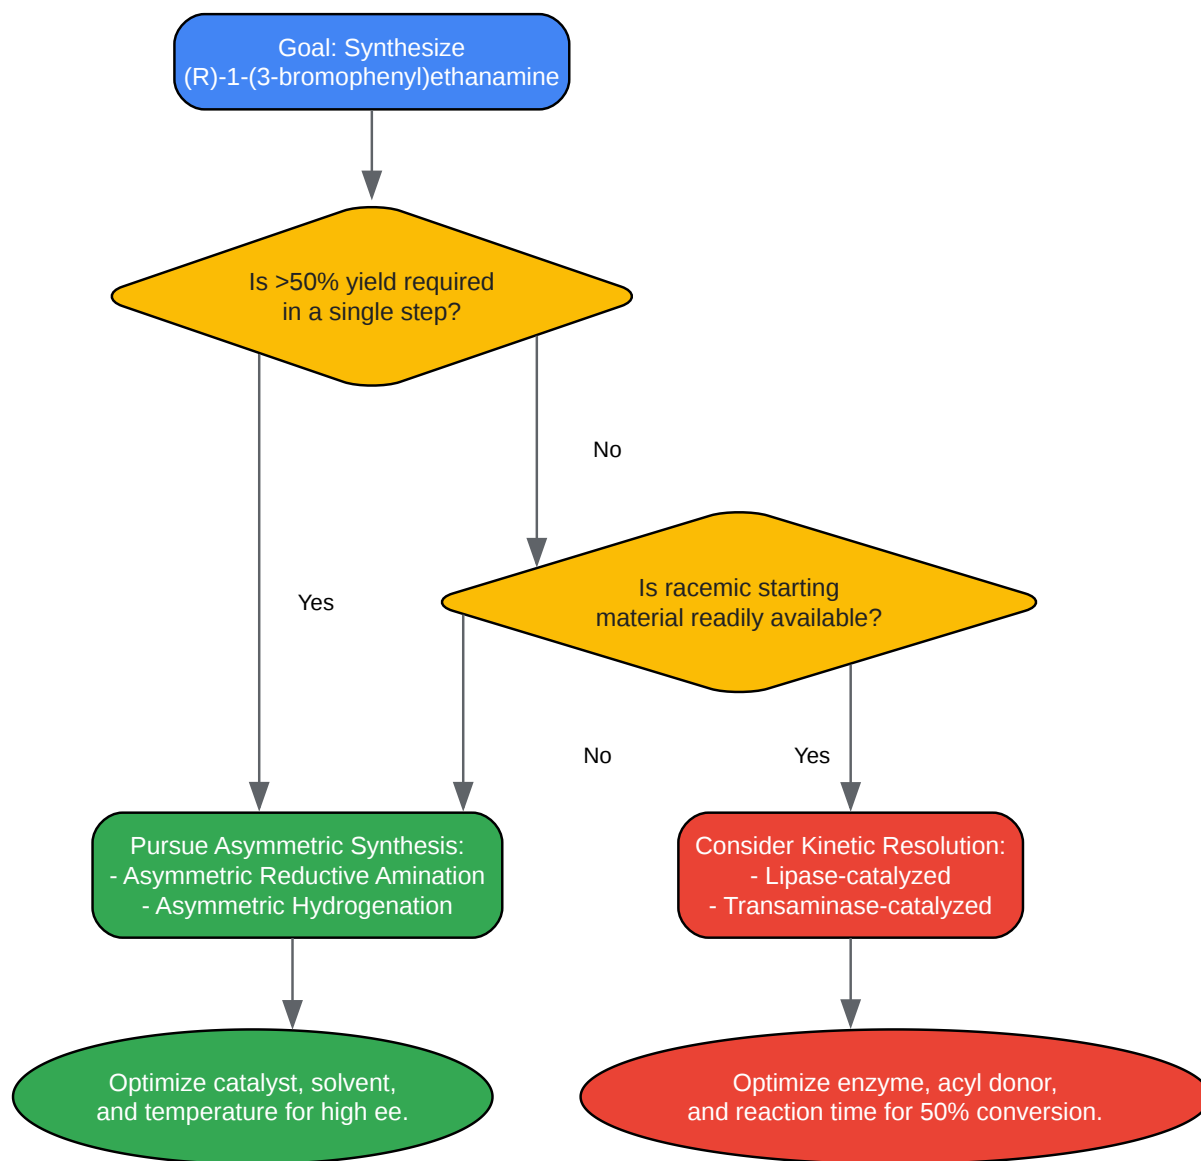 Goal: Synthesize
(R)-1-(3-bromophenyl)ethanamine
Is >50% yield required
in a single step?
No
Yes
Is racemic starting
material readily available?
No
Yes
Pursue Asymmetric Synthesis:
- Asymmetric Reductive Amination
- Asymmetric Hydrogenation
Consider Kinetic Resolution:
- Lipase-catalyzed
- Transaminase-catalyzed
Optimize catalyst, solvent,
and temperature for high ee.
Optimize enzyme, acyl donor,
and reaction time for 50% conversion.